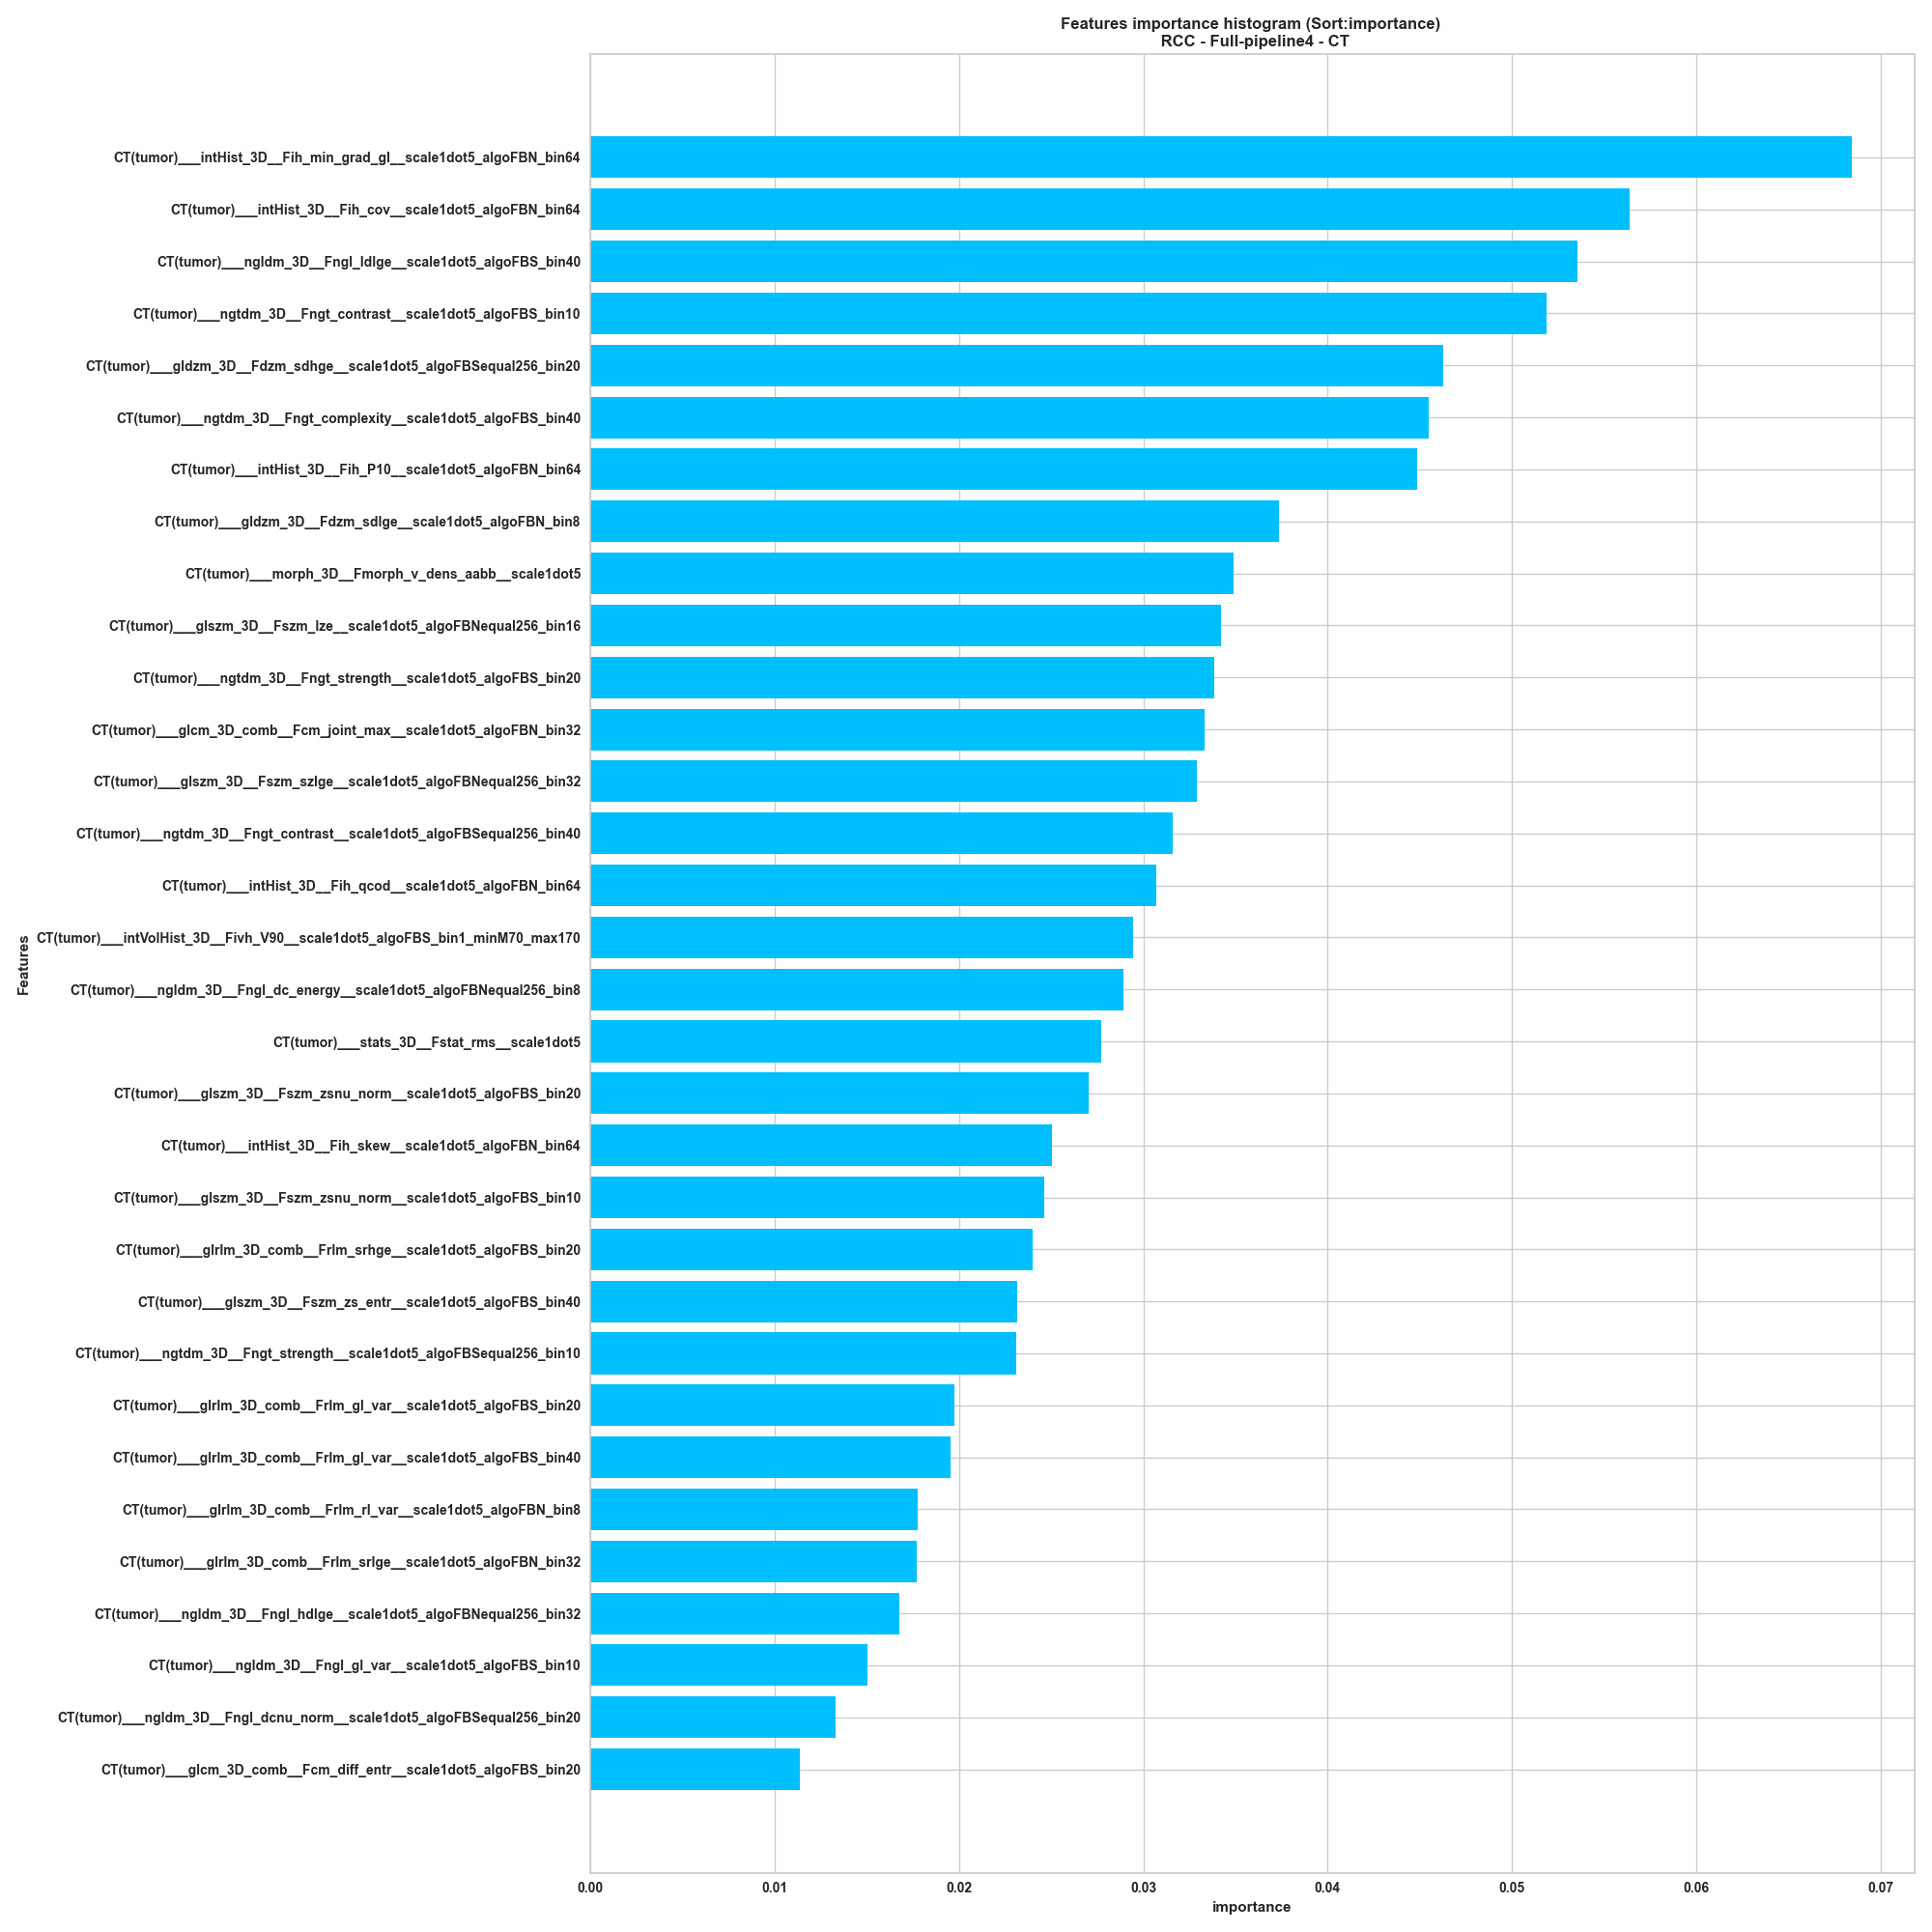 Features importance histogram (Sort:importance)
RCC - Full-pipeline4 - CT
CT(tumor)___intHist_3D__Fih_min_grad_gl__scale1dot5_algoFBN_bin64
CT(tumor)___intHist_3D__Fih_cov__scale1dot5_algoFBN_bin64
CT(tumor)___ngldm_3D__Fngl_ldlge__scale1dot5_algoFBS_bin40
CT(tumor)___ngtdm_3D__Fngt_contrast__scale1dot5_algoFBS_bin10
CT(tumor)___gldzm_3D__Fdzm_sdhge__scale1dot5_algoFBSequal256_bin20
CT(tumor)___ngtdm_3D__Fngt_complexity__scale1dot5_algoFBS_bin40
CT(tumor)___intHist_3D__Fih_P10__scale1dot5_algoFBN_bin64
CT(tumor)___gldzm_3D__Fdzm_sdlge__scale1dot5_algoFBN_bin8
CT(tumor)___morph_3D__Fmorph_v_dens_aabb__scale1dot5
CT(tumor)___glszm_3D__Fszm_lze__scale1dot5_algoFBNequal256_bin16
CT(tumor)___ngtdm_3D__Fngt_strength__scale1dot5_algoFBS_bin20
CT(tumor)___glcm_3D_comb__Fcm_joint_max__scale1dot5_algoFBN_bin32
CT(tumor)___glszm_3D__Fszm_szlge__scale1dot5_algoFBNequal256_bin32
CT(tumor)___ngtdm_3D__Fngt_contrast__scale1dot5_algoFBSequal256_bin40
CT(tumor)___intHist_3D__Fih_qcod__scale1dot5_algoFBN_bin64
CT(tumor)___intVolHist_3D__Fivh_V90__scale1dot5_algoFBS_bin1_minM70_max170
CT(tumor)___ngldm_3D__Fngl_dc_energy__scale1dot5_algoFBNequal256_bin8
CT(tumor)___stats_3D__Fstat_rms__scale1dot5
CT(tumor)___glszm_3D__Fszm_zsnu_norm__scale1dot5_algoFBS_bin20
CT(tumor)___intHist_3D__Fih_skew__scale1dot5_algoFBN_bin64
CT(tumor)___glszm_3D__Fszm_zsnu_norm__scale1dot5_algoFBS_bin10
CT(tumor)___glrlm_3D_comb__Frlm_srhge__scale1dot5_algoFBS_bin20
CT(tumor)___glszm_3D__Fszm_zs_entr__scale1dot5_algoFBS_bin40
CT(tumor)___ngtdm_3D__Fngt_strength__scale1dot5_algoFBSequal256_bin10
CT(tumor)___glrlm_3D_comb__Frlm_gl_var__scale1dot5_algoFBS_bin20
CT(tumor)___glrlm_3D_comb__Frlm_gl_var__scale1dot5_algoFBS_bin40
CT(tumor)___glrlm_3D_comb__Frlm_rl_var__scale1dot5_algoFBN_bin8
CT(tumor)___glrlm_3D_comb__Frlm_srlge__scale1dot5_algoFBN_bin32
CT(tumor)___ngldm_3D__Fngl_hdlge__scale1dot5_algoFBNequal256_bin32
CT(tumor)___ngldm_3D__Fngl_gl_var__scale1dot5_algoFBS_bin10
CT(tumor)___ngldm_3D__Fngl_dcnu_norm__scale1dot5_algoFBSequal256_bin20
CT(tumor)___glcm_3D_comb__Fcm_diff_entr__scale1dot5_algoFBS_bin20
Features
0.00 0.01 0.02 0.03 0.04 0.05 0.06 0.07
importance